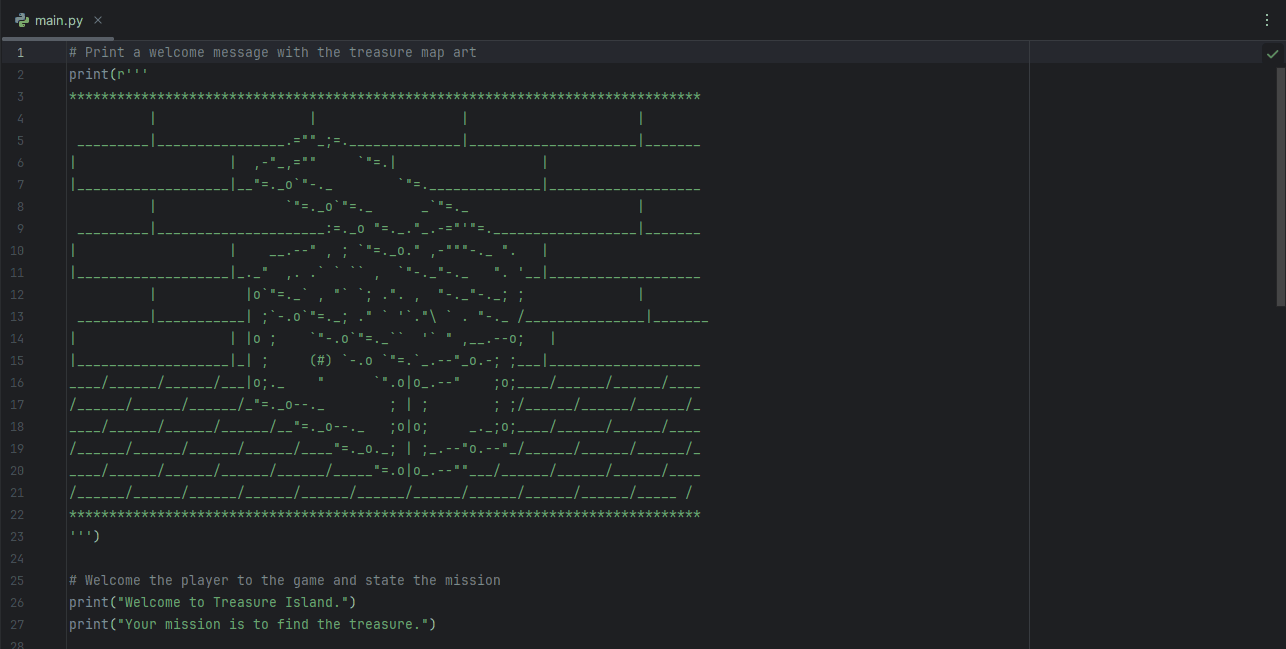 main.py
1 # Print a welcome message with the treasure map art
2 print(r'''
3 *******************************************************************************
4           |                   |                  |                     |
5  _________|________________.=""_;=.______________|_____________________|_______
6 |                   |  ,-"_,=""     `"=.|                  |
7 |___________________|__"=._o`"-._        `"=.______________|___________________
8           |                `"=._o`"=._      _`"=._                     |
9  _________|_____________________:=._o "=._."_.-="'"=.__________________|_______
10 |                   |    __.--" , ; `"=._o." ,-"""-._ ".   |
11 |___________________|_._"  ,. .` ` `` ,  `"-._"-._   ". '__|___________________
12           |           |o`"=._` , "` `; .". ,  "-._"-._; ;              |
13  _________|___________| ;`-.o`"=._; ." ` '`."\ ` . "-._ /_______________|_______
14 |                   | |o ;    `"-.o`"=._``  '` " ,__.--o;   |
15 |___________________|_| ;     (#) `-.o `"=.`_.--"_o.-; ;___|___________________
16 ____/______/______/___|o;._    "      `".o|o_.--"    ;o;____/______/______/____
17 /______/______/______/_"=._o--._        ; | ;        ; ;/______/______/______/_
18 ____/______/______/______/__"=._o--._   ;o|o;     _._;o;____/______/______/____
19 /______/______/______/______/____"=._o._; | ;_.--"o.--"_/______/______/______/_
20 ____/______/______/______/______/_____"=.o|o_.--""___/______/______/______/____
21 /______/______/______/______/______/______/______/______/______/______/_____ /
22 *******************************************************************************
23 ''')
24
25 # Welcome the player to the game and state the mission
26 print("Welcome to Treasure Island.")
27 print("Your mission is to find the treasure.")
28